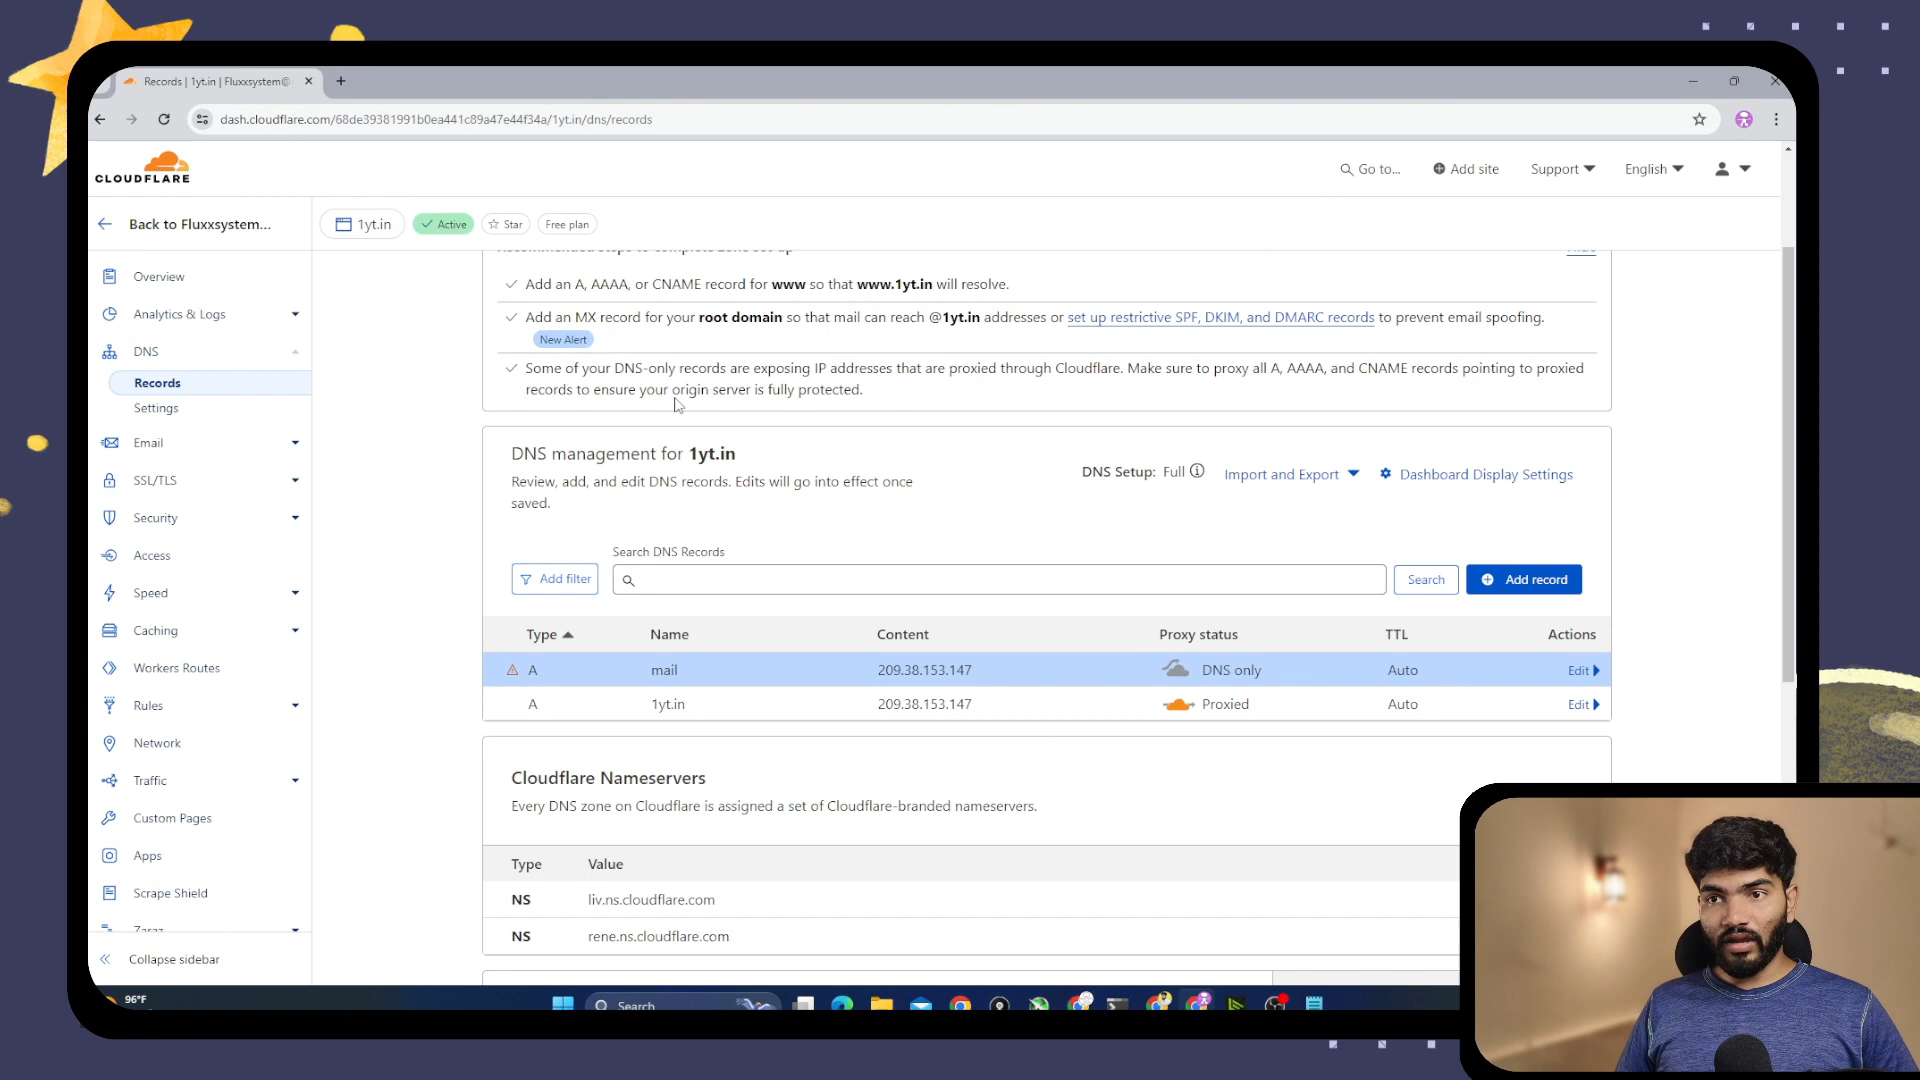 Records | 1yt.in | Fluxxsystem@
dash.cloudflare.com/68de39381991b0ea441c89a47e44f34a/1yt.in/dns/records
CLOUDFLARE
Go to...
Add site
Support
English
Back to Fluxxsystem...
1yt.in
Active
Star
Free plan
Overview
Analytics & Logs
DNS
Records
Settings
Email
SSL/TLS
Security
Access
Speed
Caching
Workers Routes
Rules
Network
Traffic
Custom Pages
Apps
Scrape Shield
Zaraz
Collapse sidebar
Recommended steps to complete zone set-up
Hide
Add an A, AAAA, or CNAME record for www so that www.1yt.in will resolve.
Add an MX record for your root domain so that mail can reach @1yt.in addresses or set up restrictive SPF, DKIM, and DMARC records to prevent email spoofing.
New Alert
Some of your DNS-only records are exposing IP addresses that are proxied through Cloudflare. Make sure to proxy all A, AAAA, and CNAME records pointing to proxied
records to ensure your origin server is fully protected.
DNS management for 1yt.in
Review, add, and edit DNS records. Edits will go into effect once
saved.
DNS Setup: Full
Import and Export
Dashboard Display Settings
Search DNS Records
Add filter
Search
Add record
Type Name Content Proxy status TTL Actions
A mail 209.38.153.147 DNS only Auto Edit
A 1yt.in 209.38.153.147 Proxied Auto Edit
Cloudflare Nameservers
Every DNS zone on Cloudflare is assigned a set of Cloudflare-branded nameservers.
Type Value
NS liv.ns.cloudflare.com
NS rene.ns.cloudflare.com
96°F
Search